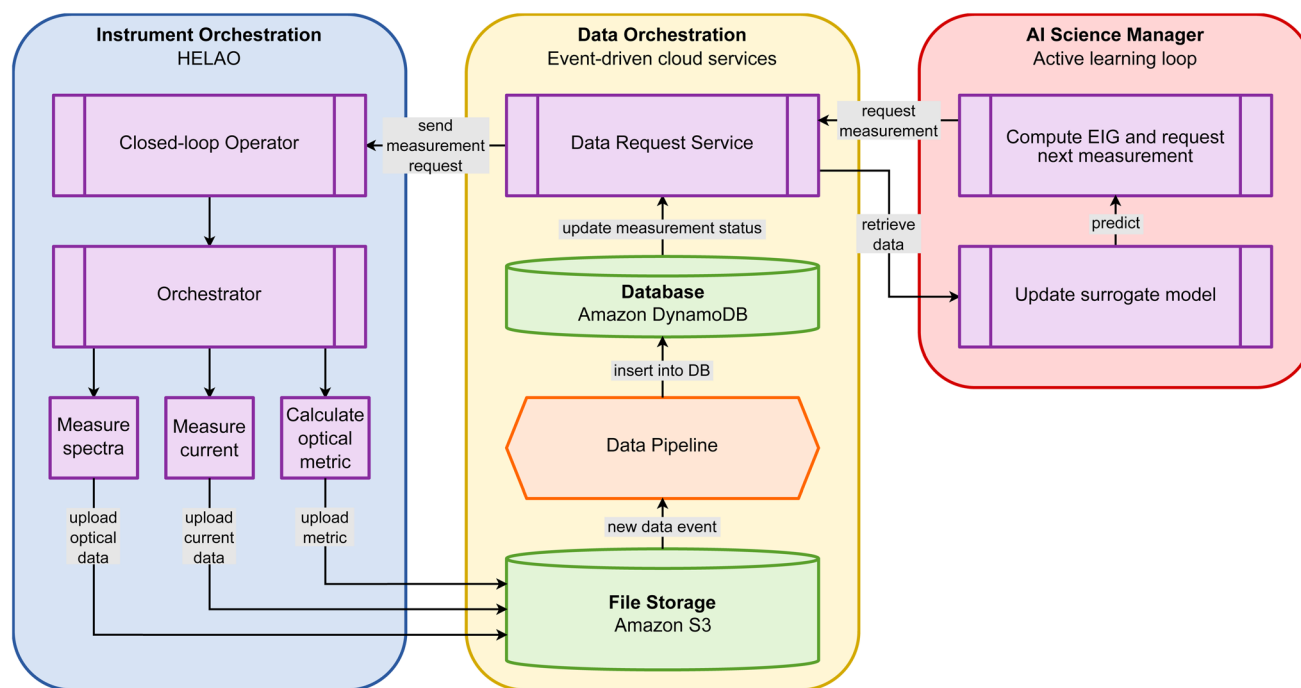 Instrument Orchestration
HELAO
Closed-loop Operator
Orchestrator
Measure
spectra
Measure
current
Calculate
optical
metric
upload
optical
data
upload
current
data
upload
metric
send
measurement
request
Data Orchestration
Event-driven cloud services
Data Request Service
update measurement status
Database
Amazon DynamoDB
insert into DB
Data Pipeline
new data event
File Storage
Amazon S3
request
measurement
retrieve
data
AI Science Manager
Active learning loop
Compute EIG and request
next measurement
predict
Update surrogate model